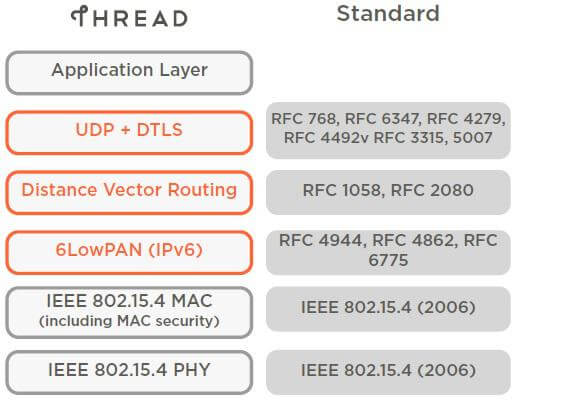 THREAD
Standard
Application Layer
UDP + DTLS
RFC 768, RFC 6347, RFC 4279,
RFC 4492v RFC 3315, 5007
Distance Vector Routing
RFC 1058, RFC 2080
6LowPAN (IPv6)
RFC 4944, RFC 4862, RFC
6775
IEEE 802.15.4 MAC
(including MAC security)
IEEE 802.15.4 (2006)
IEEE 802.15.4 PHY
IEEE 802.15.4 (2006)